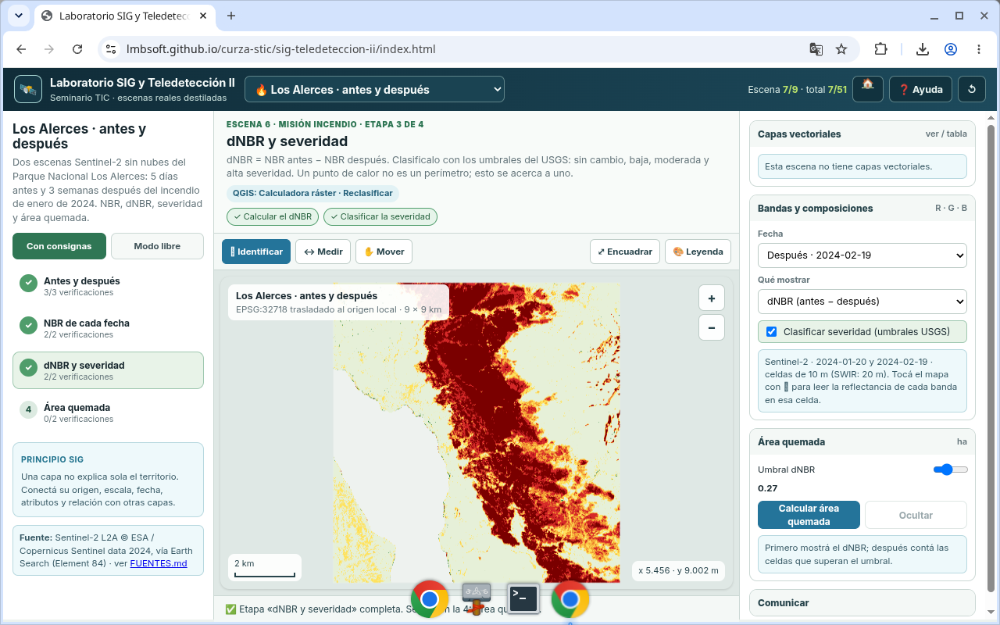 Laboratorio SIG y Teledetecc
lmbsoft.github.io/curza-stic/sig-teledeteccion-ii/index.html
Laboratorio SIG y Teledetección II
Seminario TIC · escenas reales destiladas
🔥 Los Alerces · antes y después
Escena 7/9 · total 7/51
❓ Ayuda
Los Alerces · antes y
después
Dos escenas Sentinel-2 sin nubes del
Parque Nacional Los Alerces: 5 días
antes y 3 semanas después del incendio
de enero de 2024. NBR, dNBR, severidad
y área quemada.
Con consignas
Modo libre
Antes y después
3/3 verificaciones
NBR de cada fecha
2/2 verificaciones
dNBR y severidad
2/2 verificaciones
4
Área quemada
0/2 verificaciones
PRINCIPIO SIG
Una capa no explica sola el territorio.
Conectá su origen, escala, fecha,
atributos y relación con otras capas.
Fuente: Sentinel-2 L2A © ESA /
Copernicus Sentinel data 2024, vía Earth
Search (Element 84) · ver FUENTES.md
ESCENA 6 · MISIÓN INCENDIO · ETAPA 3 DE 4
dNBR y severidad
dNBR = NBR antes − NBR después. Clasificalo con los umbrales del USGS: sin cambio, baja, moderada y
alta severidad. Un punto de calor no es un perímetro; esto se acerca a uno.
QGIS: Calculadora ráster · Reclasificar
✓ Calcular el dNBR
✓ Clasificar la severidad
Identificar
↔ Medir
✋ Mover
⤢ Encuadrar
🎨 Leyenda
Los Alerces · antes y después
EPSG:32718 trasladado al origen local · 9 × 9 km
+
−
2 km
x 5.456 · y 9.002 m
✅ Etapa «dNBR y severidad» completa.
Capas vectoriales
ver / tabla
Esta escena no tiene capas vectoriales.
Bandas y composiciones
R · G · B
Fecha
Después · 2024-02-19
Qué mostrar
dNBR (antes − después)
Clasificar severidad (umbrales USGS)
Sentinel-2 · 2024-01-20 y 2024-02-19 ·
celdas de 10 m (SWIR: 20 m). Tocá el mapa
con para leer la reflectancia de cada banda
en esa celda.
Área quemada
ha
Umbral dNBR
0.27
Calcular área
quemada
Ocultar
Primero mostrá el dNBR; después contá las
celdas que superan el umbral.
Comunicar